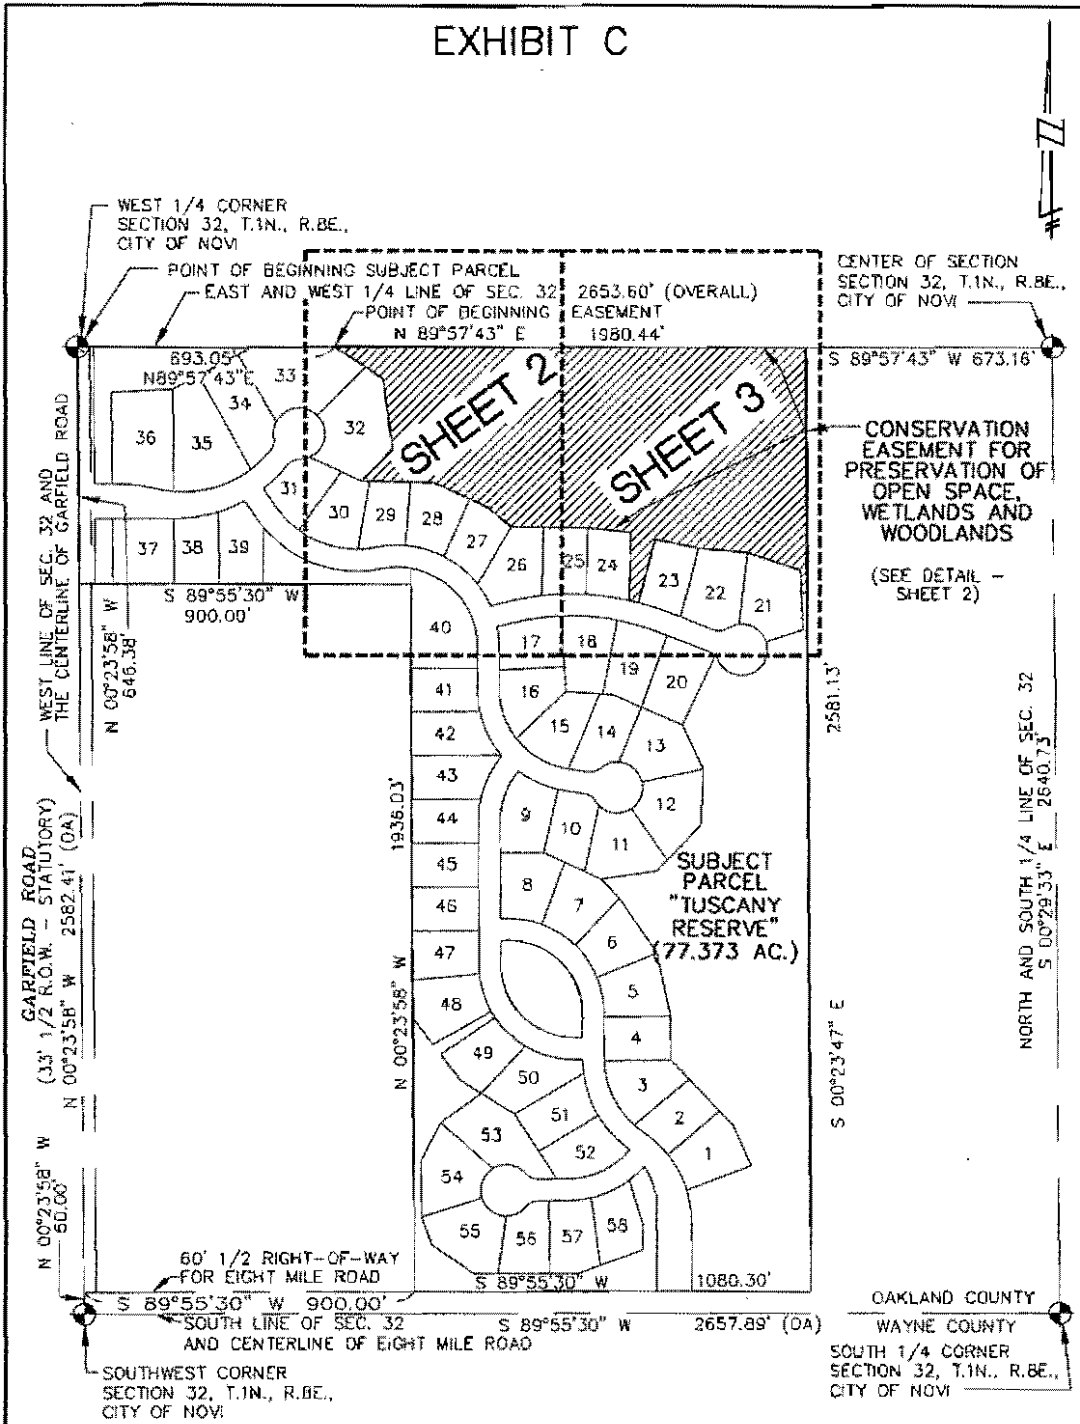 EXHIBIT C
WEST 1/4 CORNER
SECTION 32, T.1N., R.8E.,
CITY OF NOVI
POINT OF BEGINNING SUBJECT PARCEL
EAST AND WEST 1/4 LINE OF SEC. 32
2653.60' (OVERALL)
POINT OF BEGINNING EASEMENT
N 89°57'43" E
1980.44'
CENTER OF SECTION
SECTION 32, T.1N., R.8E.,
CITY OF NOVI
S 89°57'43" W 673.16'
693.05'
N89°57'43"E
33
34
32
36
35
31
30
29
28
27
26
25
24
23
22
21
37
38
39
SHEET 2
SHEET 3
CONSERVATION
EASEMENT FOR
PRESERVATION OF
OPEN SPACE,
WETLANDS AND
WOODLANDS
(SEE DETAIL -
SHEET 2)
WEST LINE OF SEC. 32 AND
THE CENTERLINE OF GARFIELD ROAD
S 89°55'30" W
900.00'
N 00°23'58" W
646.38'
40
17
18
19
20
41
16
42
15
14
13
43
12
44
9
10
11
45
8
46
7
47
6
48
5
4
49
3
50
2
51
1
53
52
54
55
56
57
58
1936.03'
N 00°23'58" W
SUBJECT
PARCEL
"TUSCANY
RESERVE"
(77.373 AC.)
2581.13'
S 00°23'47" E
NORTH AND SOUTH 1/4 LINE OF SEC. 32
S 00°29'33" E 2640.73'
GARFIELD ROAD
(33' 1/2 R.O.W. - STATUTORY)
N 00°23'58" W 2582.41' (OA)
N 00°23'58" W
60.00'
60' 1/2 RIGHT-OF-WAY
FOR EIGHT MILE ROAD
S 89°55'30" W
1080.30'
S 89°55'30" W 900.00'
SOUTH LINE OF SEC. 32
AND CENTERLINE OF EIGHT MILE ROAD
S 89°55'30" W
2657.89' (OA)
OAKLAND COUNTY
WAYNE COUNTY
SOUTH 1/4 CORNER
SECTION 32, T.1N., R.8E.,
CITY OF NOVI
SOUTHWEST CORNER
SECTION 32, T.1N., R.8E.,
CITY OF NOVI